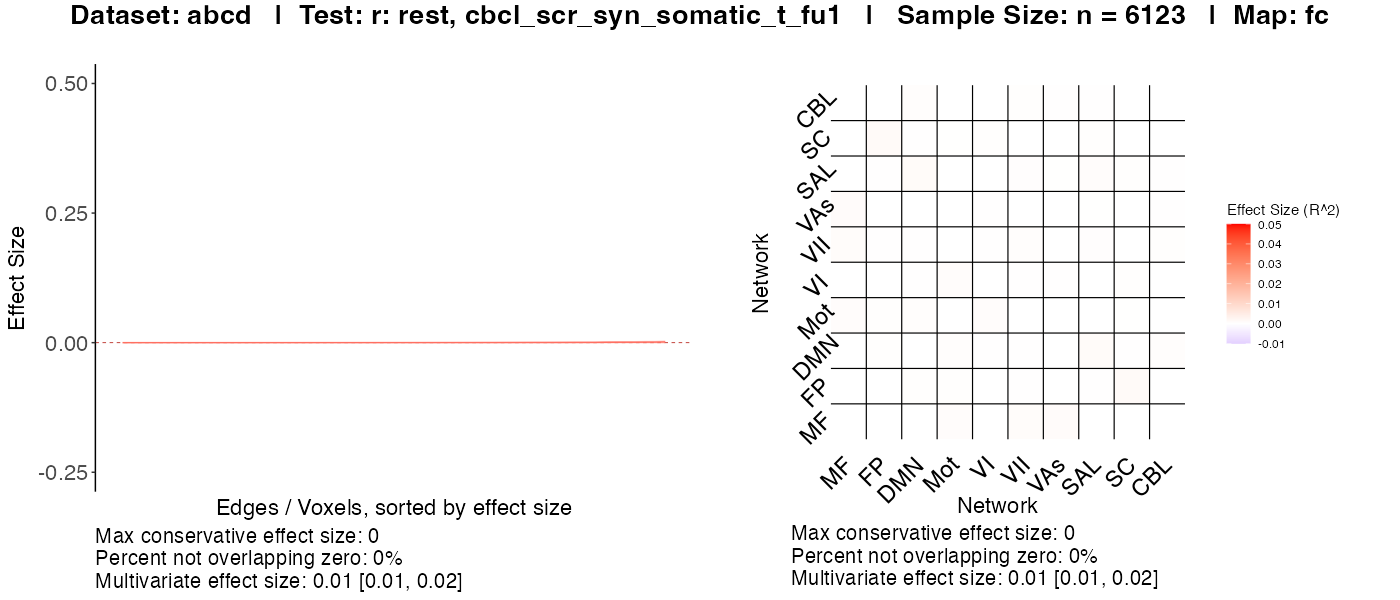 Dataset: abcd | Test: r: rest, cbcl_scr_syn_somatic_t_fu1 | Sample Size: n = 6123 | Map: fc
Effect Size
0.50
0.25
0.00
-0.25
Edges / Voxels, sorted by effect size
Max conservative effect size: 0
Percent not overlapping zero: 0%
Multivariate effect size: 0.01 [0.01, 0.02]
Network
CBL
SC
SAL
VAs
VII
VI
Mot
DMN
FP
MF
MF FP DMN Mot VI VII VAs SAL SC CBL
Network
Max conservative effect size: 0
Percent not overlapping zero: 0%
Multivariate effect size: 0.01 [0.01, 0.02]
Effect Size (R^2)
0.05
0.04
0.03
0.02
0.01
0.00
-0.01